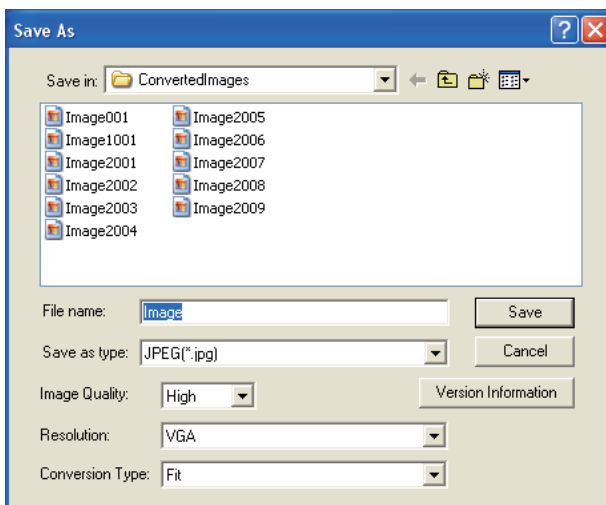 Save As
Save in: ConvertedImages
Image001
Image1001
Image2001
Image2002
Image2003
Image2004
Image2005
Image2006
Image2007
Image2008
Image2009
File name: Image Save
Save as type: JPEG(*.jpg) Cancel
Image Quality: High Version Information
Resolution: VGA
Conversion Type: Fit